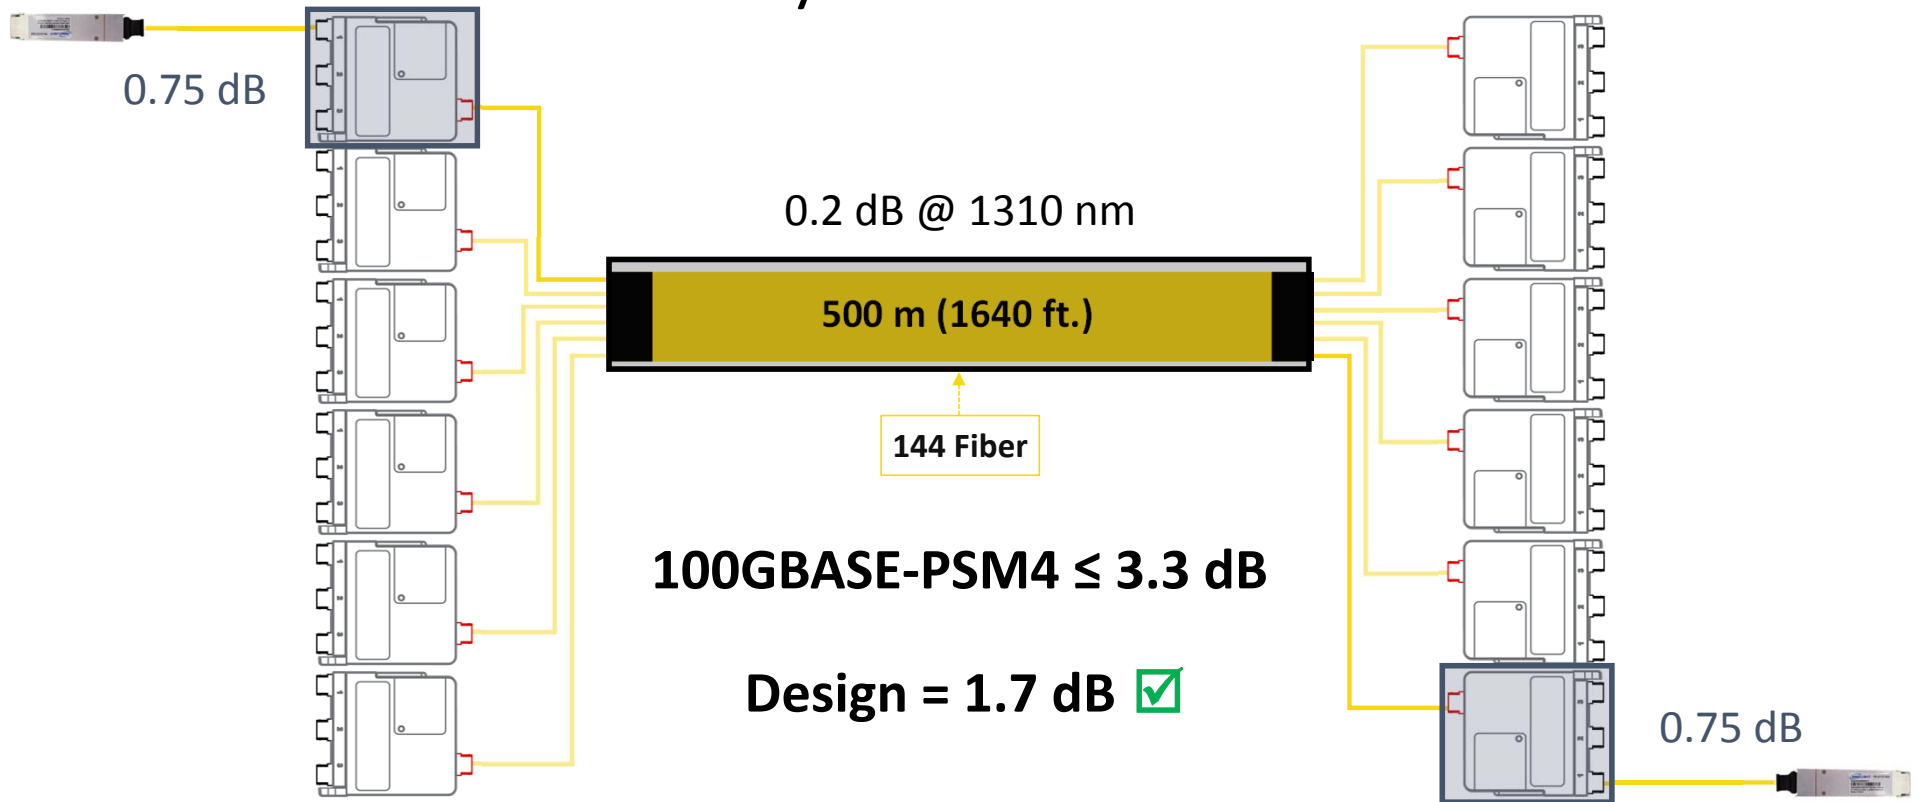 0.75 dB
0.2 dB @ 1310 nm
500 m (1640 ft.)
144 Fiber
100GBASE-PSM4 ≤ 3.3 dB
Design = 1.7 dB ☑
0.75 dB